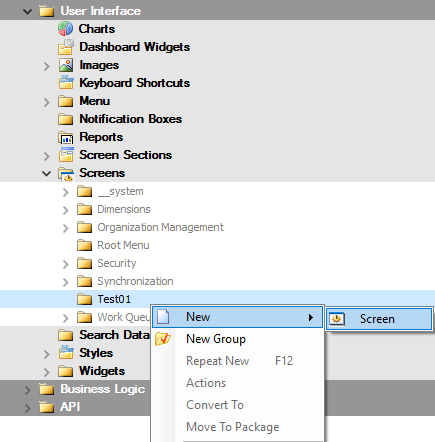 User Interface
Charts
Dashboard Widgets
Images
Keyboard Shortcuts
Menu
Notification Boxes
Reports
Screen Sections
Screens
__system
Dimensions
Organization Management
Root Menu
Security
Synchronization
Test01
Work Queu
New
Screen
New Group
Repeat New F12
Actions
Convert To
Move To Package
Search Data
Styles
Widgets
Business Logic
API